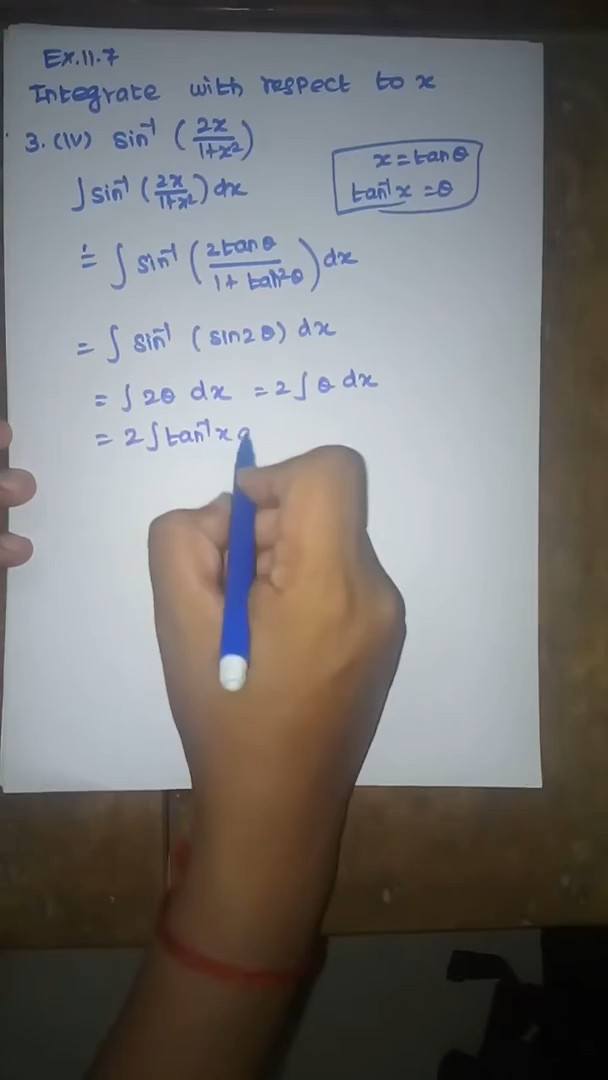 Ex.11.7
Integrate with respect to x
3. (iv) sin⁻¹ (2x/1+x²)
∫ sin⁻¹ (2x/1+x²) dx
x = tanθ
tan⁻¹x = θ
= ∫ sin⁻¹ (2tanθ/1+tan²θ) dx
= ∫ sin⁻¹ (sin2θ) dx
= ∫ 2θ dx = 2∫ θ dx
= 2∫ tan⁻¹x